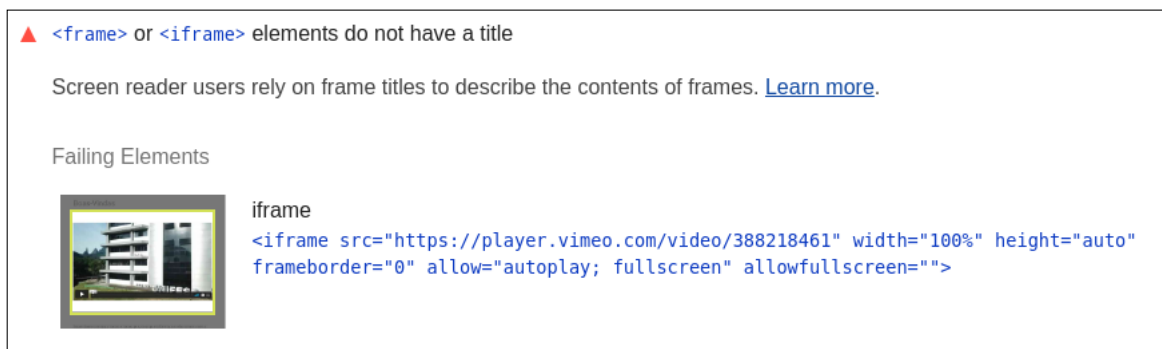 <frame> or <iframe> elements do not have a title
Screen reader users rely on frame titles to describe the contents of frames. Learn more.
Failing Elements
iframe
<iframe src="https://player.vimeo.com/video/388218461" width="100%" height="auto"
frameborder="0" allow="autoplay; fullscreen" allowfullscreen="">